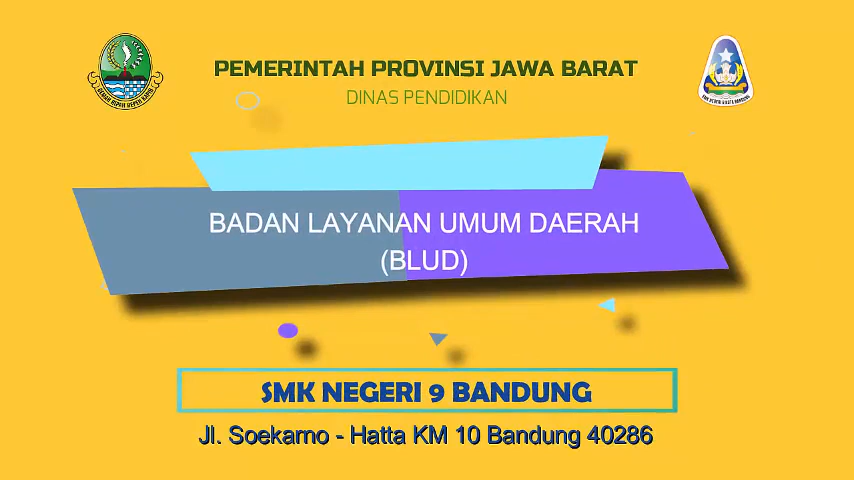 PEMERINTAH PROVINSI JAWA BARAT
DINAS PENDIDIKAN
BADAN LAYANAN UMUM DAERAH
(BLUD)
SMK NEGERI 9 BANDUNG
Jl. Soekarno - Hatta KM 10 Bandung 40286